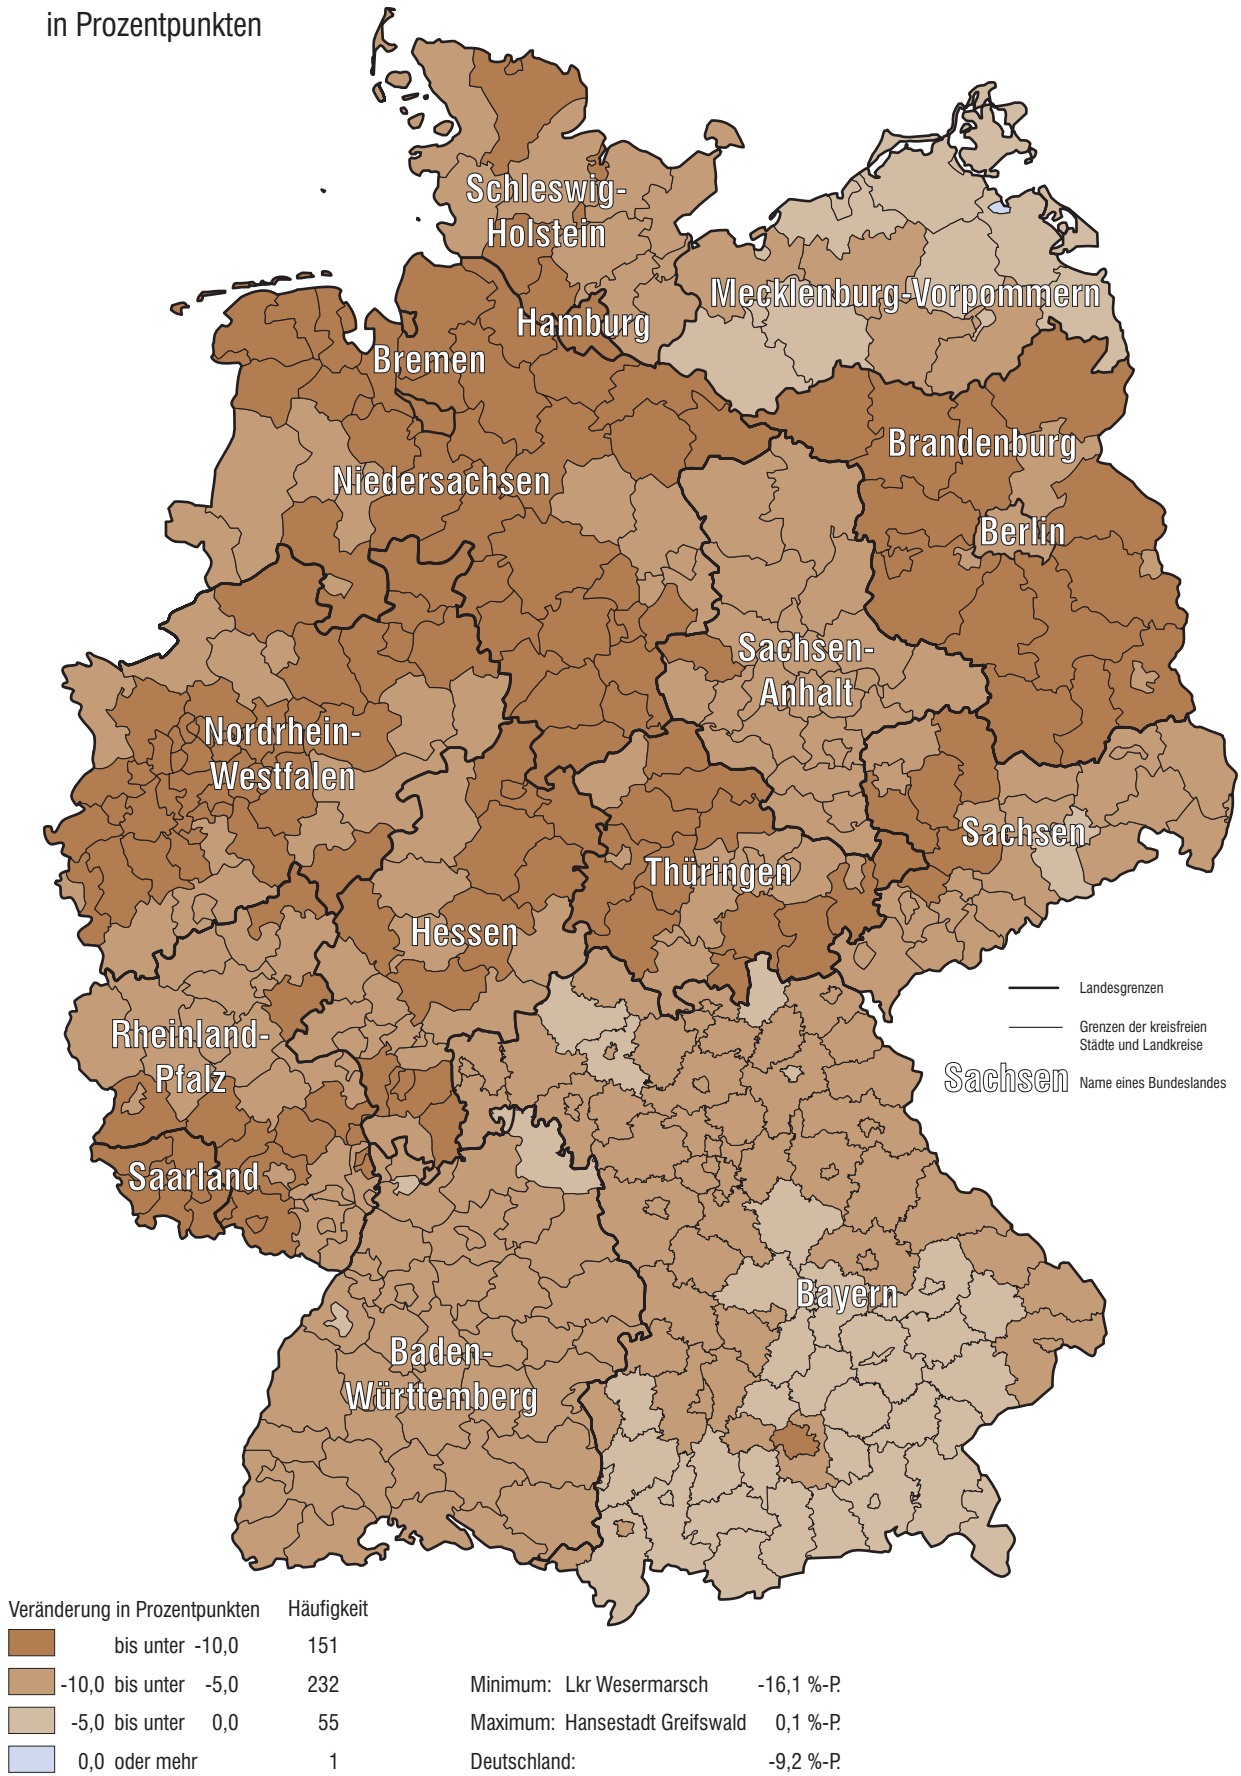 in Prozentpunkten
Schleswig-
Holstein
Mecklenburg-Vorpommern
Hamburg
Bremen
Brandenburg
Niedersachsen
Berlin
Sachsen-
Anhalt
Nordrhein-
Westfalen
Sachsen
Thüringen
Hessen
Landesgrenzen
Rheinland-
Pfalz
Grenzen der kreisfreien
Städte und Landkreise
Sachsen Name eines Bundeslandes
Saarland
Bayern
Baden-
Württemberg
Veränderung in Prozentpunkten Häufigkeit
bis unter -10,0 151
-10,0 bis unter -5,0 232
-5,0 bis unter 0,0 55
0,0 oder mehr 1
Minimum: Lkr Wesermarsch -16,1 %-P.
Maximum: Hansestadt Greifswald 0,1 %-P.
Deutschland: -9,2 %-P.